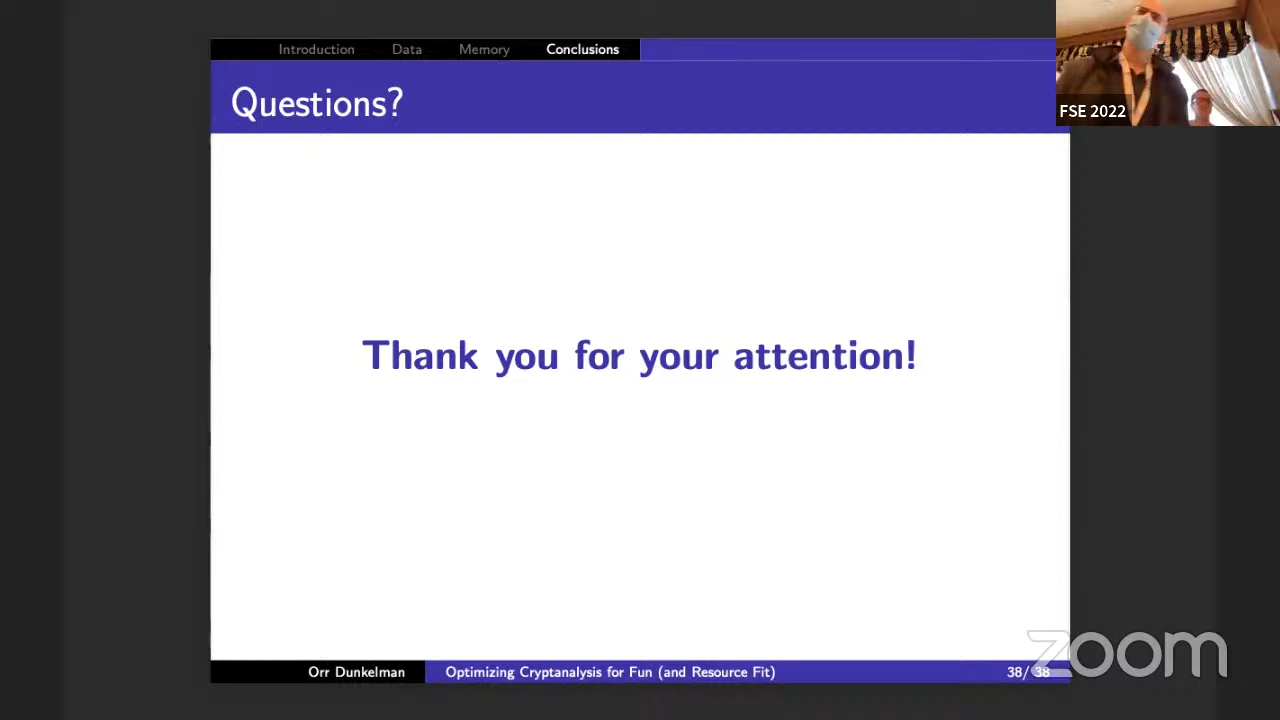 Introduction Data Memory Conclusions
Questions?
FSE 2022
Thank you for your attention!
Orr Dunkelman Optimizing Cryptanalysis for Fun (and Resource Fit) 38/ 38
zoom